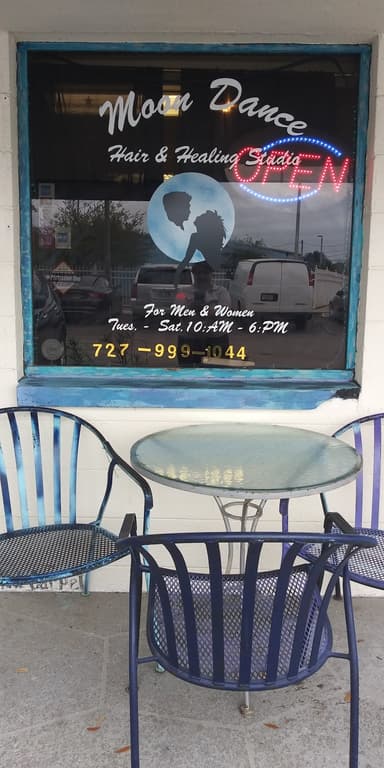 Moon Dance
Hair & Healing Studio
OPEN
For Men & Women
Tues. - Sat. 10:AM - 6:PM
727-999-1044